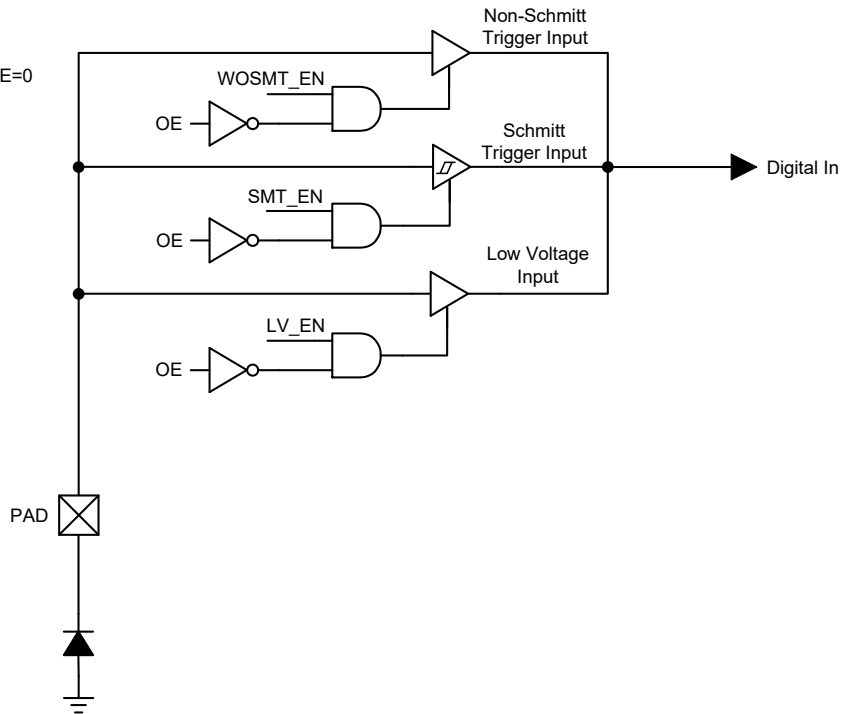 Non-Schmitt
Trigger Input
E=0
WOSMT_EN
OE
Schmitt
Trigger Input
Digital In
SMT_EN
OE
Low Voltage
Input
LV_EN
OE
PAD